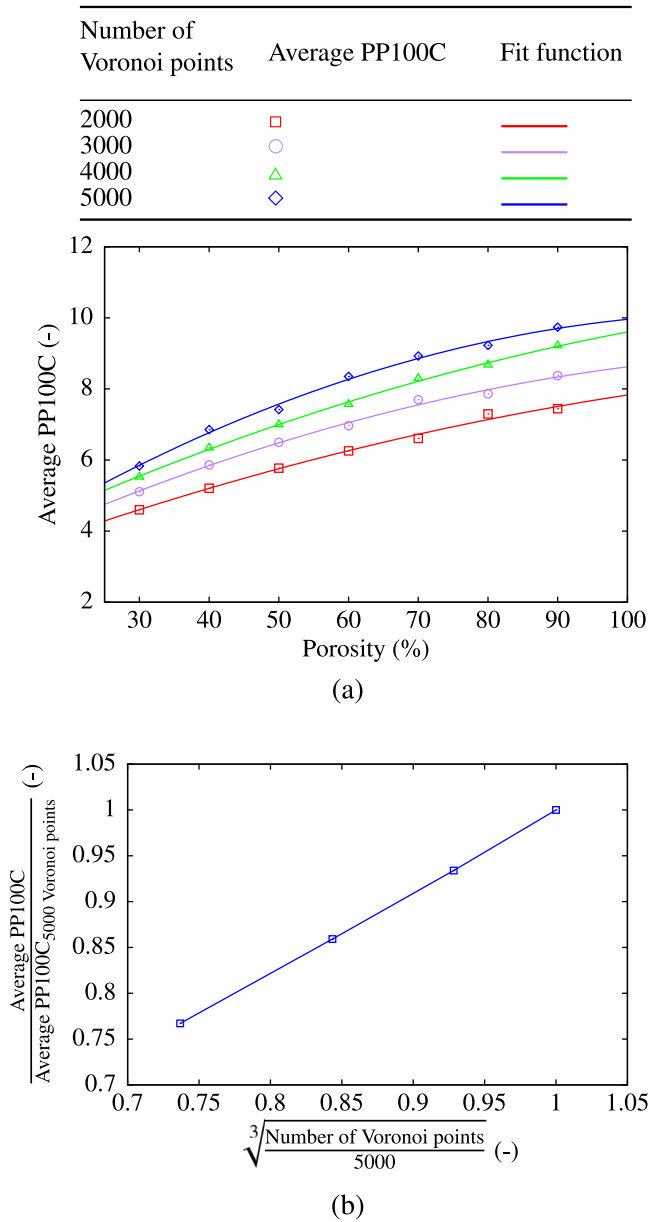 Number of Voronoi points Average PP100C Fit function
2000
3000
4000
5000
12
10
8
6
4
2
Average PP100C (-)
30 40 50 60 70 80 90 100
Porosity (%)
(a)
1.05
1
0.95
0.9
0.85
0.8
0.75
0.7
Average PP100C
Average PP100C5000 Voronoi points (-)
0.7 0.75 0.8 0.85 0.9 0.95 1 1.05
3√ Number of Voronoi points
5000 (-)
(b)